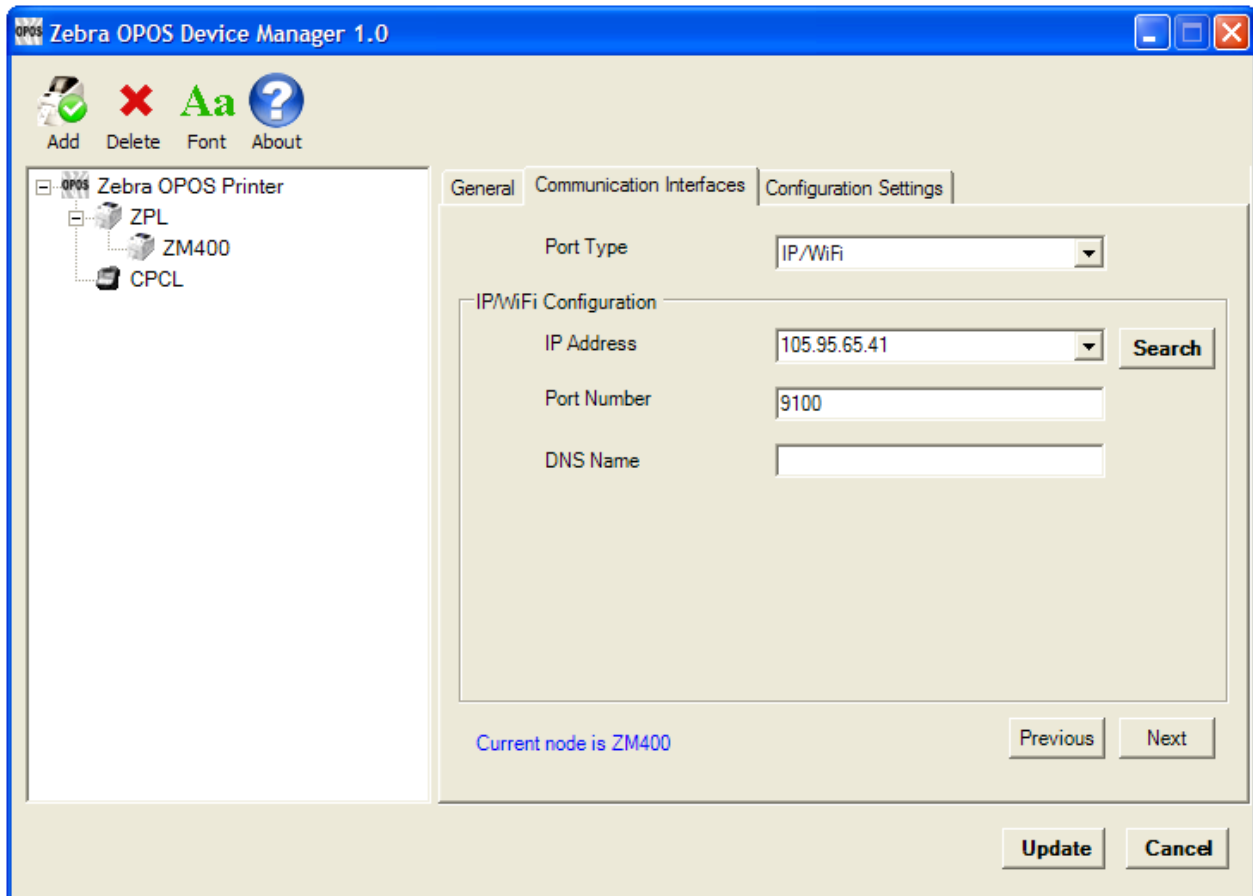 OPOS Zebra OPOS Device Manager 1.0
Add Delete Aa Font ? About
OPOS Zebra OPOS Printer
ZPL
ZM400
CPCL
General Communication Interfaces Configuration Settings
Port Type IP/WiFi
IP/WiFi Configuration
IP Address 105.95.65.41 Search
Port Number 9100
DNS Name
Current node is ZM400 Previous Next
Update Cancel